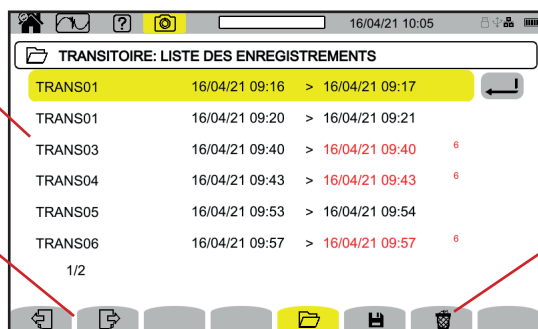 ? 16/04/21 10:05
TRANSITOIRE: LISTE DES ENREGISTREMENTS
TRANS01 16/04/21 09:16 > 16/04/21 09:17
TRANS01 16/04/21 09:20 > 16/04/21 09:21
TRANS03 16/04/21 09:40 > 16/04/21 09:40 6
TRANS04 16/04/21 09:43 > 16/04/21 09:43 6
TRANS05 16/04/21 09:53 > 16/04/21 09:54
TRANS06 16/04/21 09:57 > 16/04/21 09:57 6
1/2